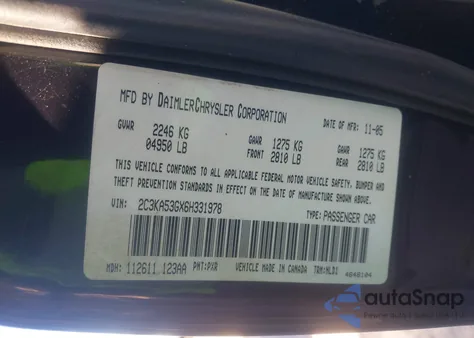 MFD BY DAIMLERCHRYSLER CORPORATION
DATE OF MFR: 11-05
GVWR 2246 KG 04950 LB
GAWR FRONT 1275 KG 2810 LB
GAWR REAR 1275 KG 2810 LB
THIS VEHICLE CONFORMS TO ALL APPLICABLE FEDERAL MOTOR VEHICLE SAFETY, BUMPER AND
THEFT PREVENTION STANDARDS IN EFFECT ON THE DATE OF MANUFACTURE SHOWN ABOVE.
VIN: 2C3KA53GX6H331978
TYPE: PASSENGER CAR
MDH: 112611 123AA PNT: PXR VEHICLE MADE IN CANADA TRM: MLD1
4648104
autoSnap